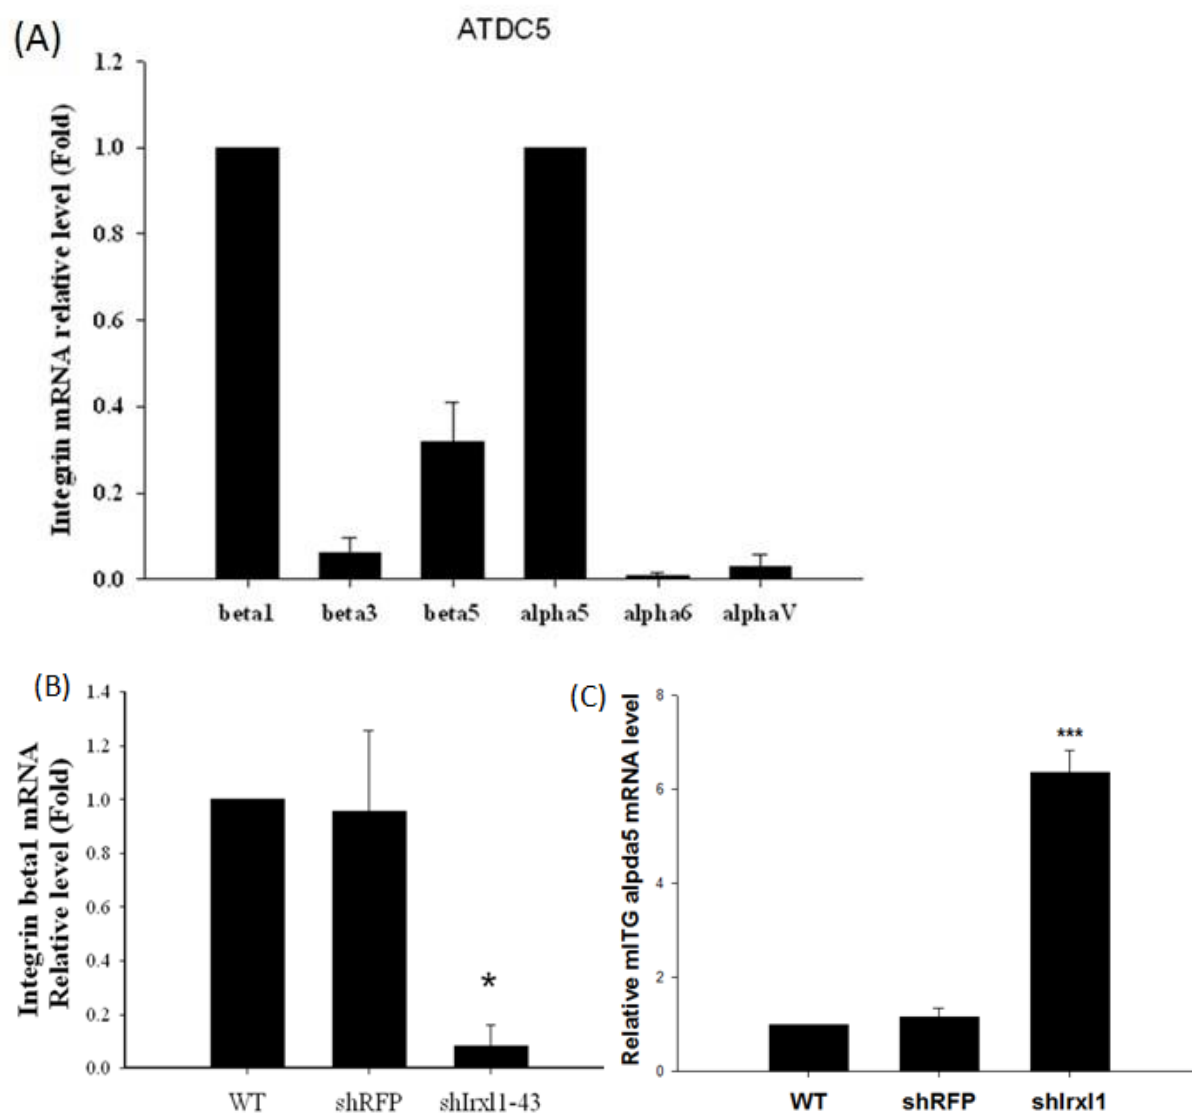 (A)
ATDC5
Integrin mRNA relative level (Fold)
1.2
1.0
0.8
0.6
0.4
0.2
0.0
beta1 beta3 beta5 alpha5 alpha6 alphaV
(B)
Integrin beta1 mRNA
Relative level (Fold)
1.4
1.2
1.0
0.8
0.6
0.4
0.2
0.0
*
WT shRFP shIrxl1-43
(C)
Relative mITG alpda5 mRNA level
8
6
4
2
0
***
WT shRFP shIrxl1